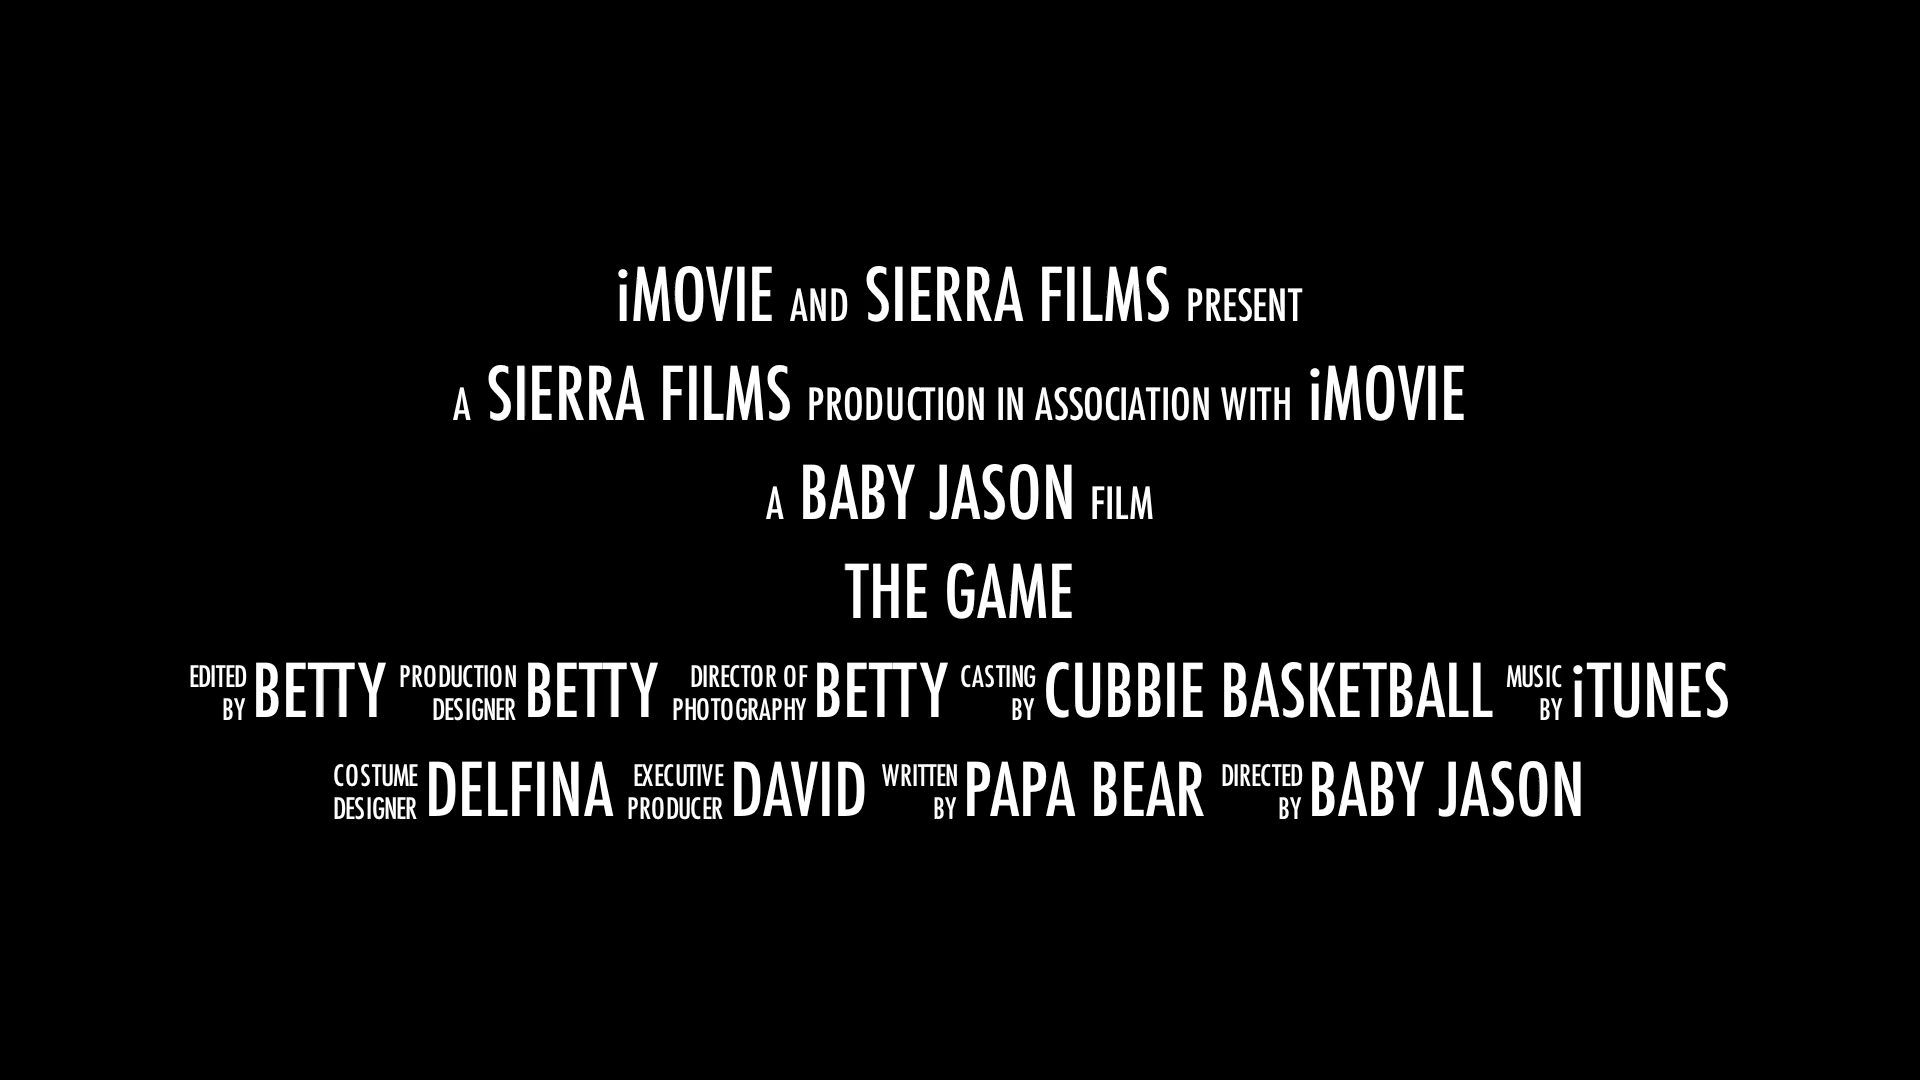 iMOVIE AND SIERRA FILMS PRESENT
A SIERRA FILMS PRODUCTION IN ASSOCIATION WITH iMOVIE
A BABY JASON FILM
THE GAME
EDITED BY BETTY PRODUCTION DESIGNER BETTY DIRECTOR OF PHOTOGRAPHY BETTY CASTING BY CUBBIE BASKETBALL MUSIC BY iTUNES
COSTUME DESIGNER DELFINA EXECUTIVE PRODUCER DAVID WRITTEN BY PAPA BEAR DIRECTED BY BABY JASON